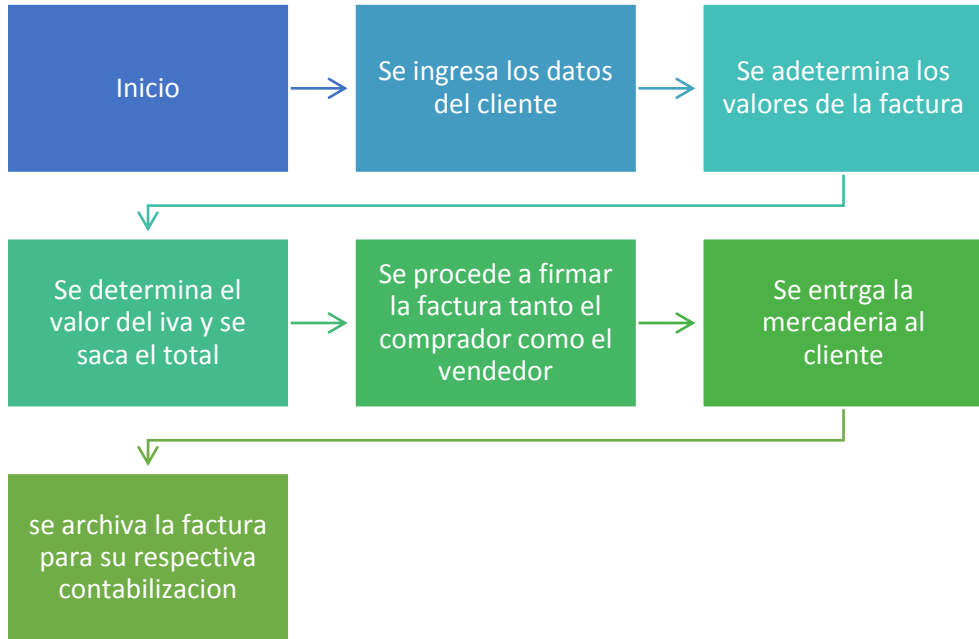 Inicio
Se ingresa los datos
del cliente
Se adetermina los
valores de la factura
Se determina el
valor del iva y se
saca el total
Se procede a firmar
la factura tanto el
comprador como el
vendedor
Se entrga la
mercaderia al
cliente
se archiva la factura
para su respectiva
contabilizacion